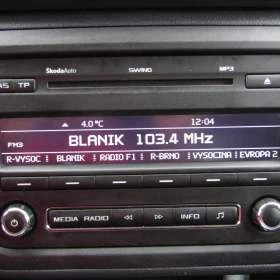 ŠkodaAuto SWING MP3
AS TP
4.0°C 12:04
FM3 BLANIK 103.4 MHz
R-VYSOC BLANIK RADIO F1 R-BRNO VYSOCINA EVROPA 2
MEDIA RADIO INFO